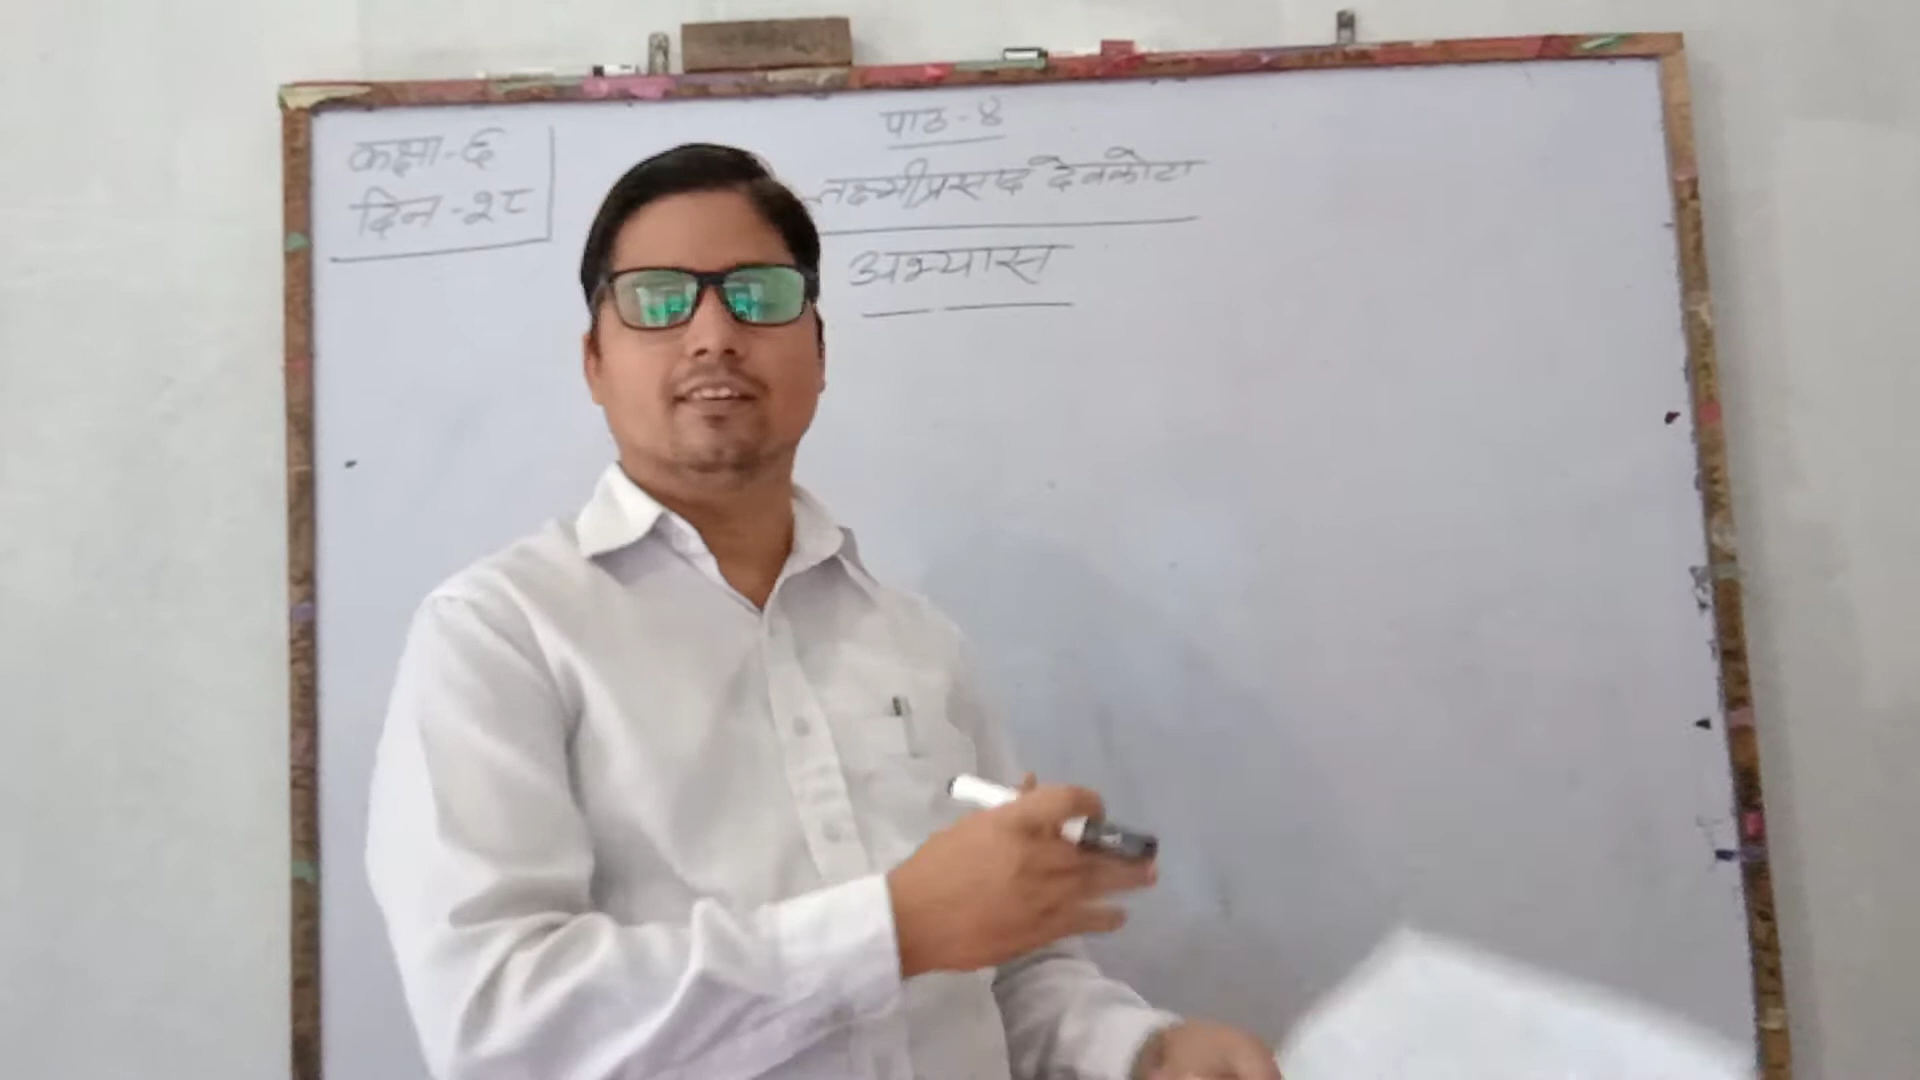 कक्षा-६
दिन-२८
पाठ-४
लक्ष्मीप्रसाद देवकोटा
अभ्यास